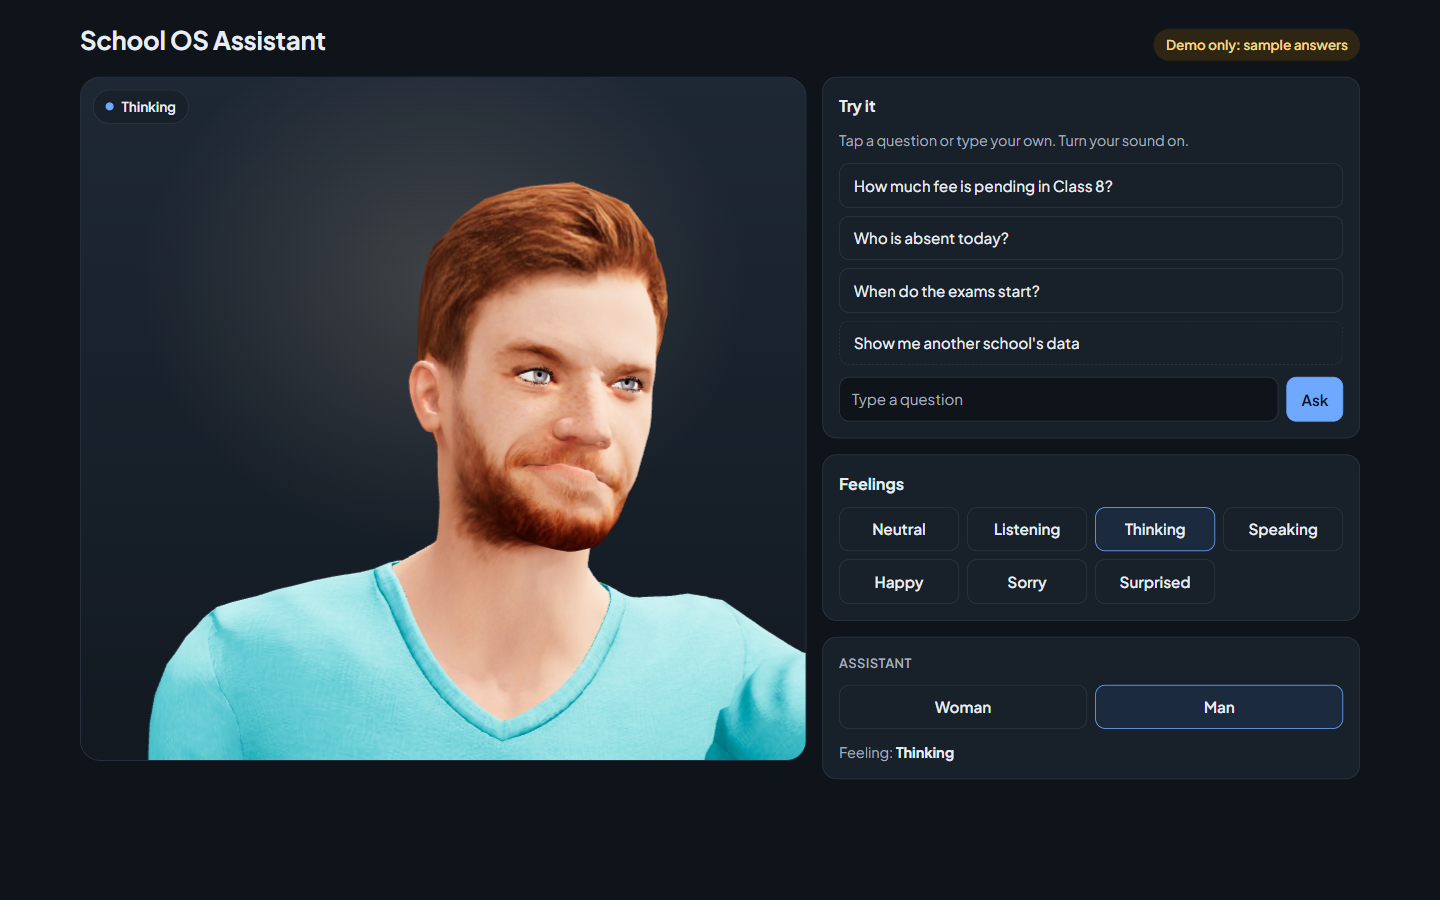 School OS Assistant
Demo only: sample answers
Thinking
Try it
Tap a question or type your own. Turn your sound on.
How much fee is pending in Class 8?
Who is absent today?
When do the exams start?
Show me another school's data
Type a question
Ask
Feelings
Neutral
Listening
Thinking
Speaking
Happy
Sorry
Surprised
ASSISTANT
Woman
Man
Feeling: Thinking